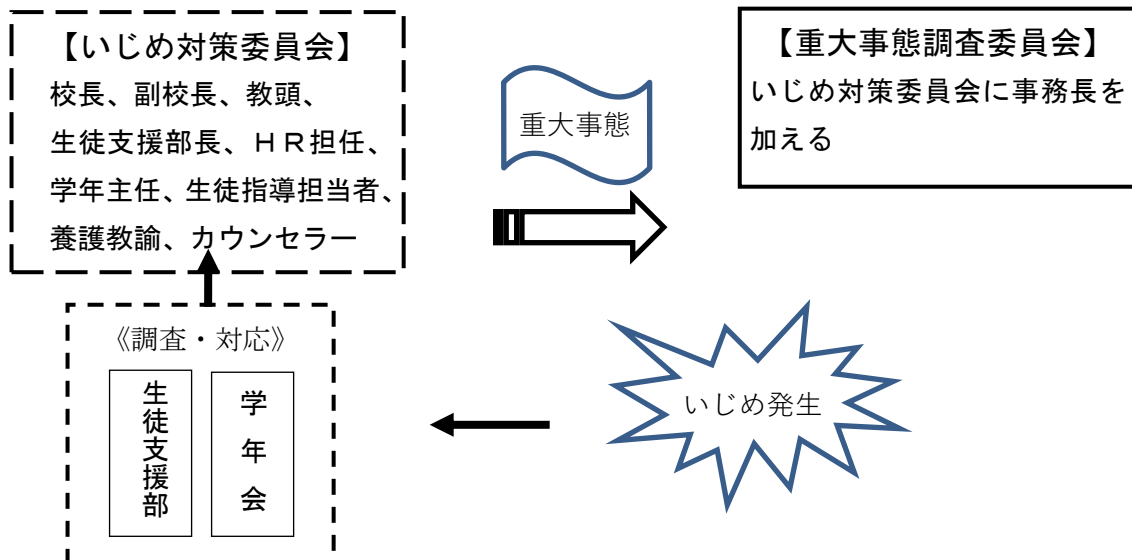 【いじめ対策委員会】
校長、副校長、教頭、
生徒支援部長、ＨＲ担任、
学年主任、生徒指導担当者、
養護教諭、カウンセラー
重大事態
【重大事態調査委員会】
いじめ対策委員会に事務長を
加える
《調査・対応》
生徒支援部
学年会
いじめ発生